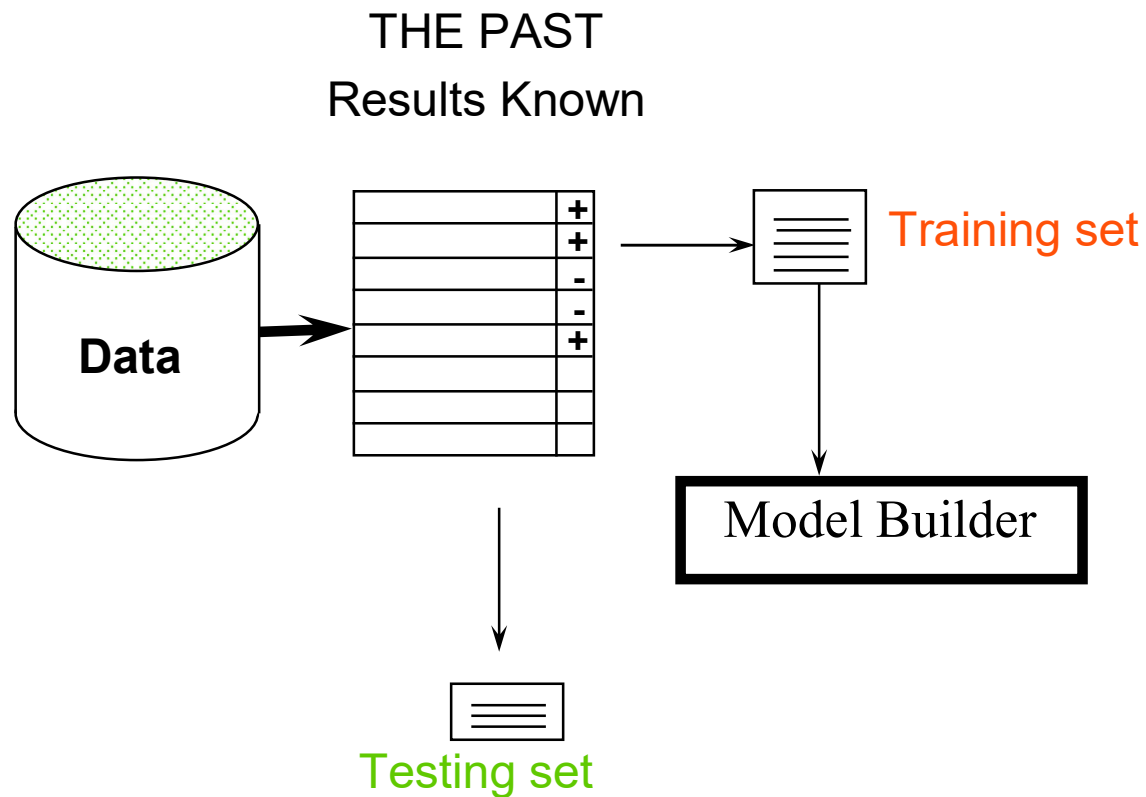 THE PAST
Results Known
+
+
-
-
+
Training set
Data
Model Builder
Testing set